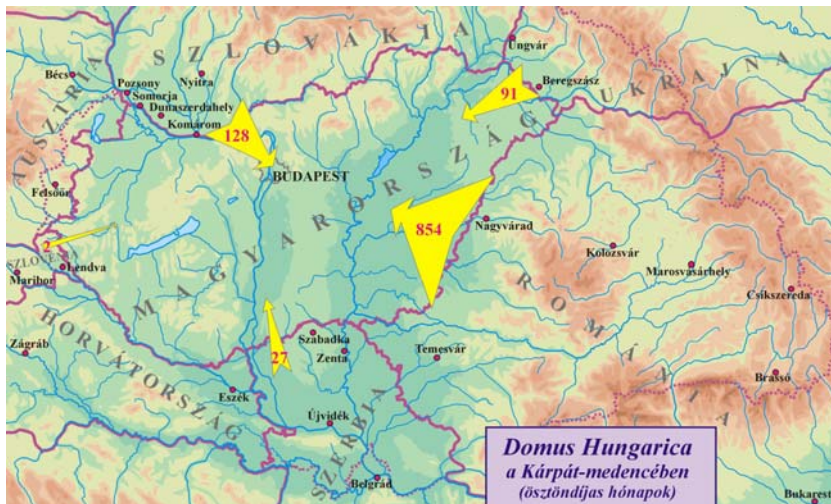 SZLOVÁKIA
Ungvár
Bécs
Pozsony
Nyitra
Beregszász
Somorja
91
UKRAJNA
AUSZTRIA
Dunaszerdahely
Komárom
128
BUDAPEST
Felsőőr
MAGYARORSZÁG
854
Nagyvárad
2
Kolozsvár
SZLOVÉNIA
Lendva
Maribor
Marosvásárhely
Csíkszereda
HORVÁTORSZÁG
ROMÁNIA
Zágráb
Szabadka
27
Zenta
Temesvár
Brassó
Eszék
Újvidék
SZERBIA
Belgrád
Domus Hungarica
a Kárpát-medencében
(ösztöndíjas hónapok)
Bukarest